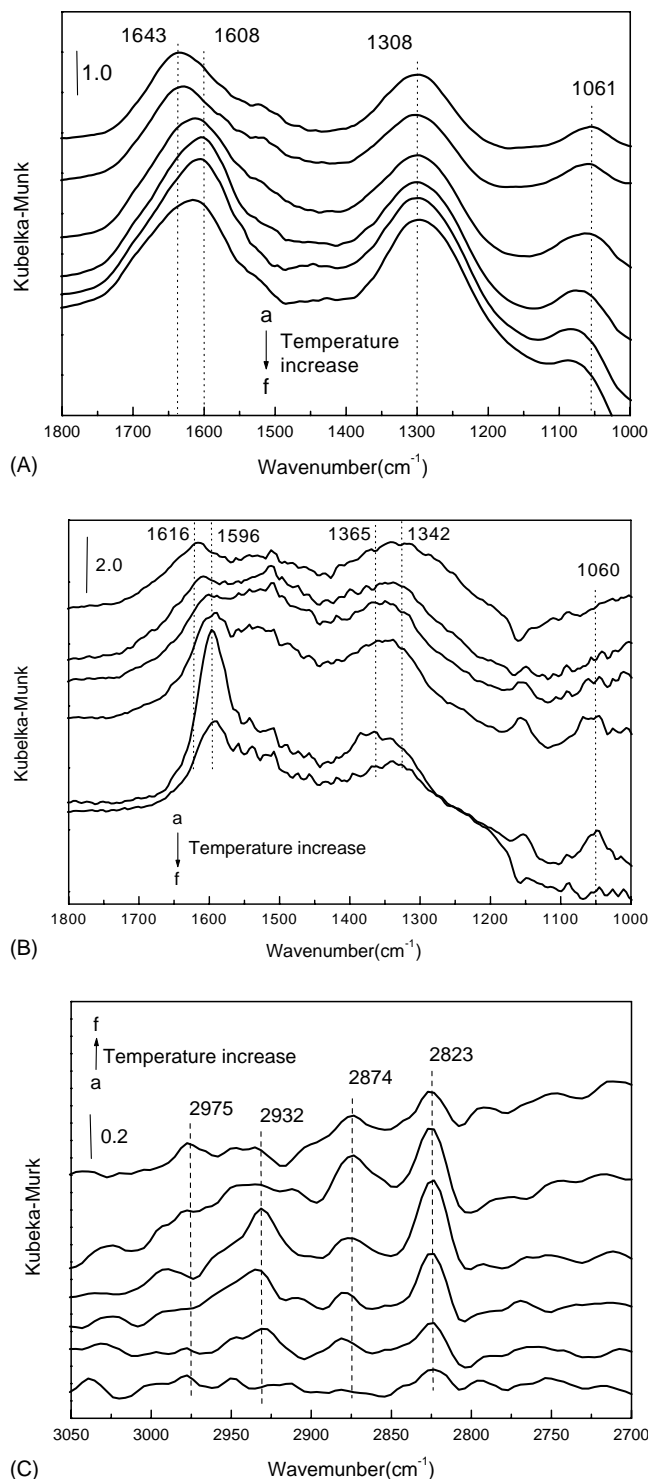 1643 1608 1308 1061
1.0
Kubelka-Munk
a
Temperature
increase
f
1800 1700 1600 1500 1400 1300 1200 1100 1000
Wavenumber(cm-1)
(A)
1616 1596 1365 1342 1060
2.0
Kubelka-Munk
a
Temperature increase
f
1800 1700 1600 1500 1400 1300 1200 1100 1000
Wavenumber(cm-1)
(B)
f
Temperature increase
a
2975 2932 2874 2823
0.2
Kubeka-Murk
3050 3000 2950 2900 2850 2800 2750 2700
Wavemunber(cm-1)
(C)